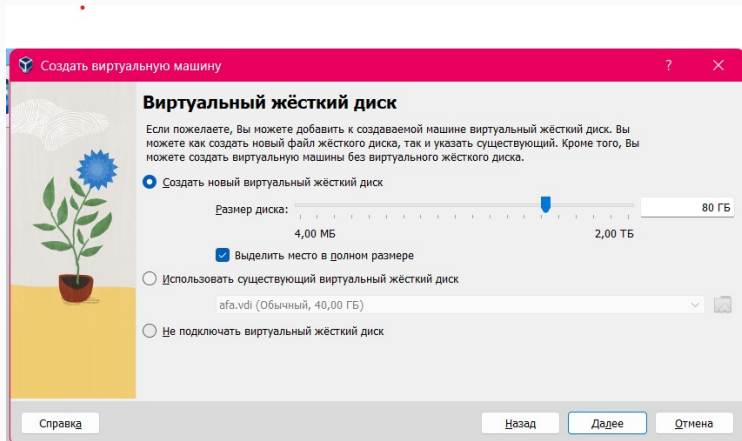 Создать виртуальную машину
Виртуальный жёсткий диск
Если пожелаете, Вы можете добавить к создаваемой машине виртуальный жёсткий диск. Вы
можете как создать новый файл жёсткого диска, так и указать существующий. Кроме того, Вы
можете создать виртуальную машины без виртуального жёсткого диска.
Создать новый виртуальный жёсткий диск
Размер диска:
80 ГБ
4,00 МБ
2,00 ТБ
Выделить место в полном размере
Использовать существующий виртуальный жёсткий диск
afa.vdi (Обычный, 40,00 ГБ)
Не подключать виртуальный жёсткий диск
Справка
Назад
Далее
Отмена